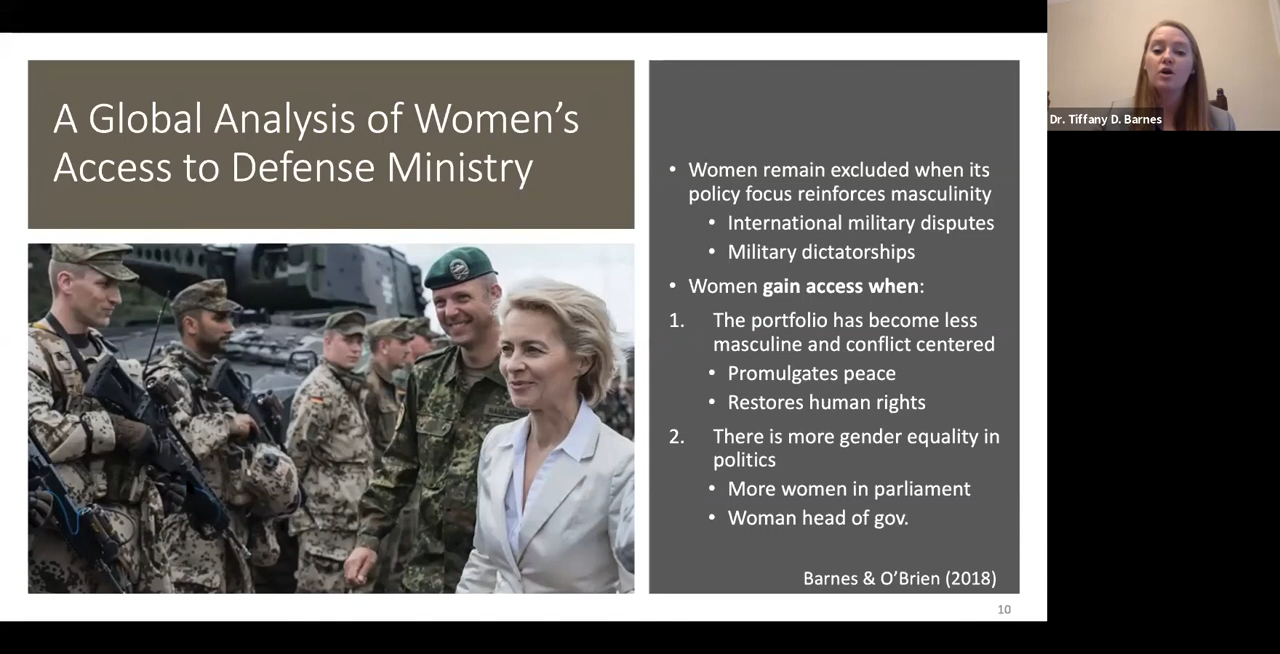 A Global Analysis of Women’s
Access to Defense Ministry
• Women remain excluded when its
policy focus reinforces masculinity
• International military disputes
• Military dictatorships
• Women gain access when:
1. The portfolio has become less
masculine and conflict centered
• Promulgates peace
• Restores human rights
2. There is more gender equality in
politics
• More women in parliament
• Woman head of gov.
Barnes & O’Brien (2018)
10
Dr. Tiffany D. Barnes